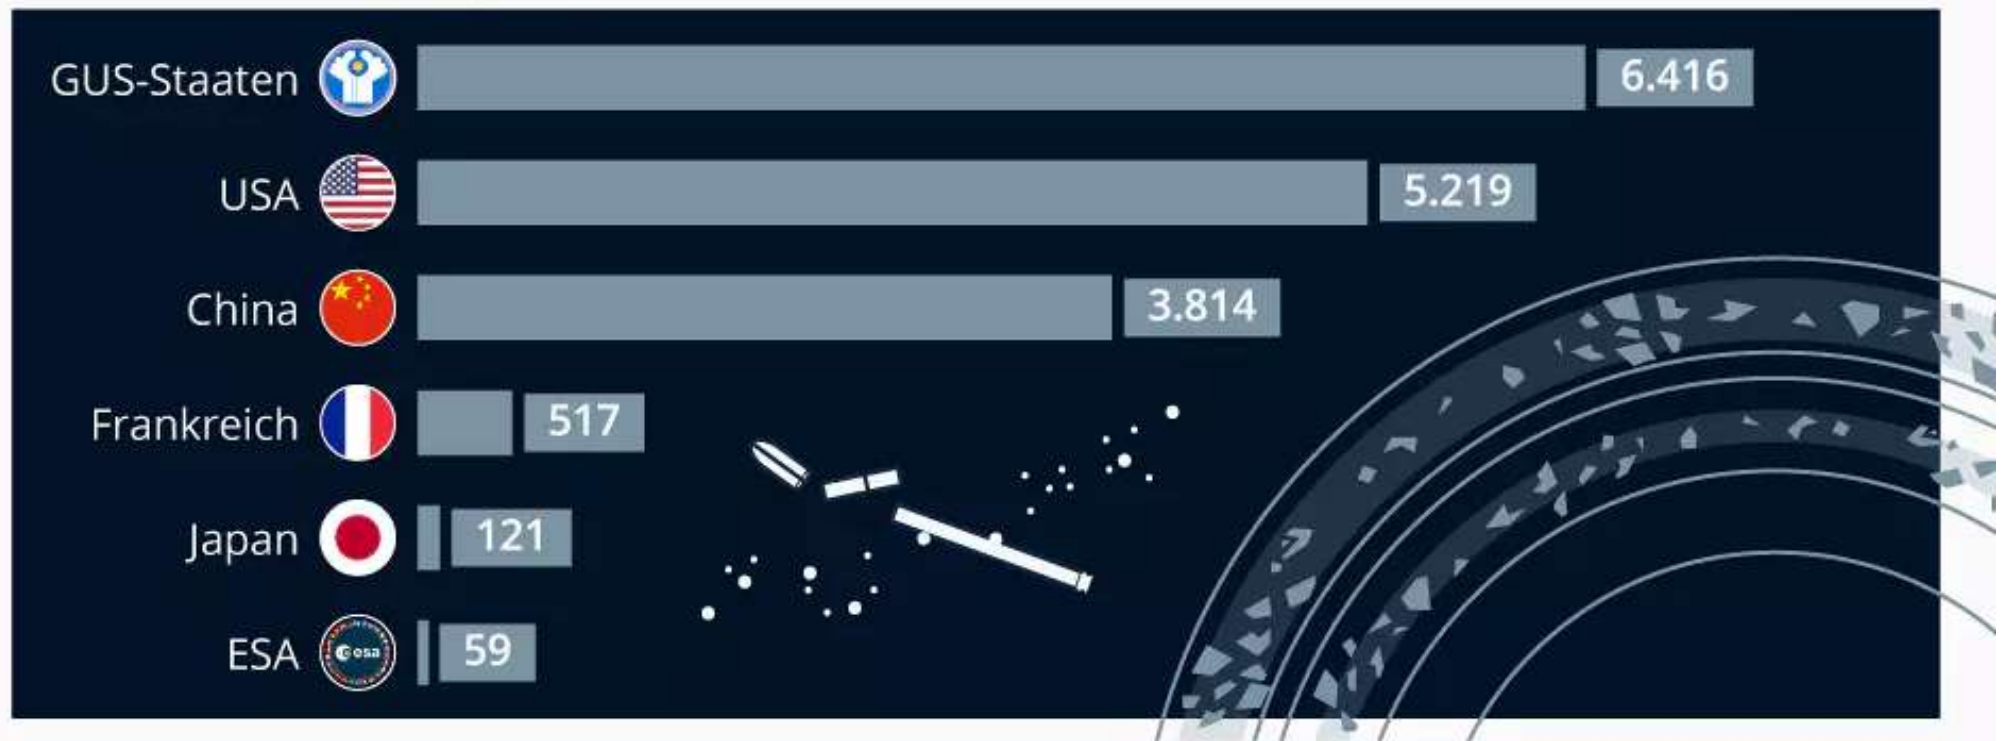 GUS-Staaten 6.416
USA 5.219
China 3.814
Frankreich 517
Japan 121
ESA esa 59